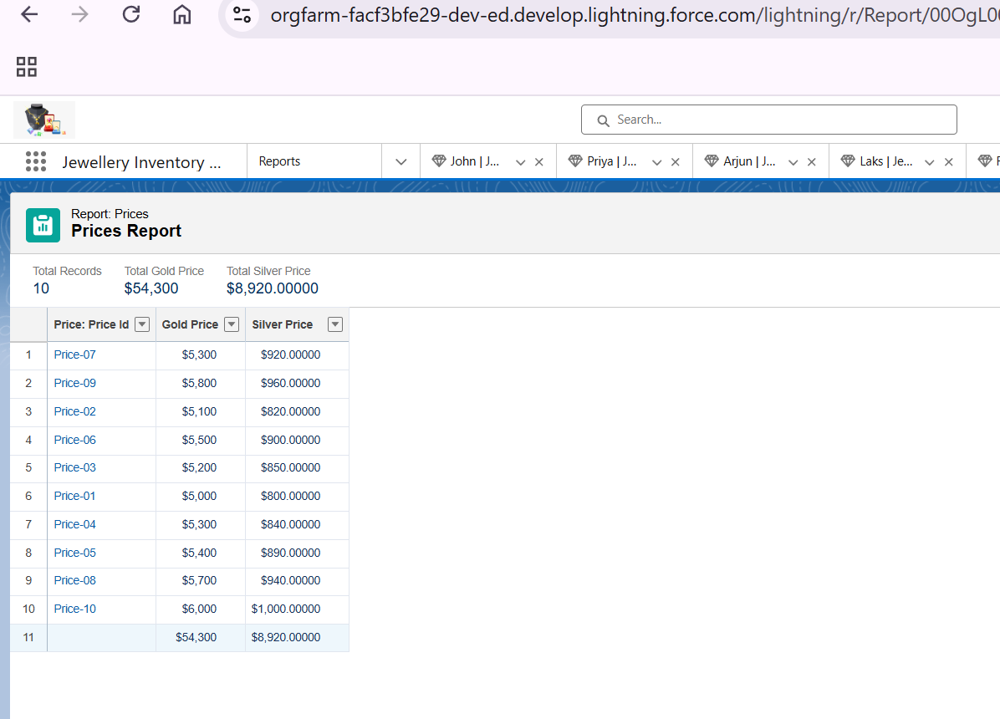 orgfarm-facf3bfe29-dev-ed.develop.lightning.force.com/lightning/r/Report/00OgL0
Search...
Jewellery Inventory ... Reports John | J... Priya | J... Arjun | J... Laks | Je...
Report: Prices
Prices Report
Total Records Total Gold Price Total Silver Price
10 $54,300 $8,920.00000
Price: Price Id Gold Price Silver Price
1 Price-07 $5,300 $920.00000
2 Price-09 $5,800 $960.00000
3 Price-02 $5,100 $820.00000
4 Price-06 $5,500 $900.00000
5 Price-03 $5,200 $850.00000
6 Price-01 $5,000 $800.00000
7 Price-04 $5,300 $840.00000
8 Price-05 $5,400 $890.00000
9 Price-08 $5,700 $940.00000
10 Price-10 $6,000 $1,000.00000
11 $54,300 $8,920.00000